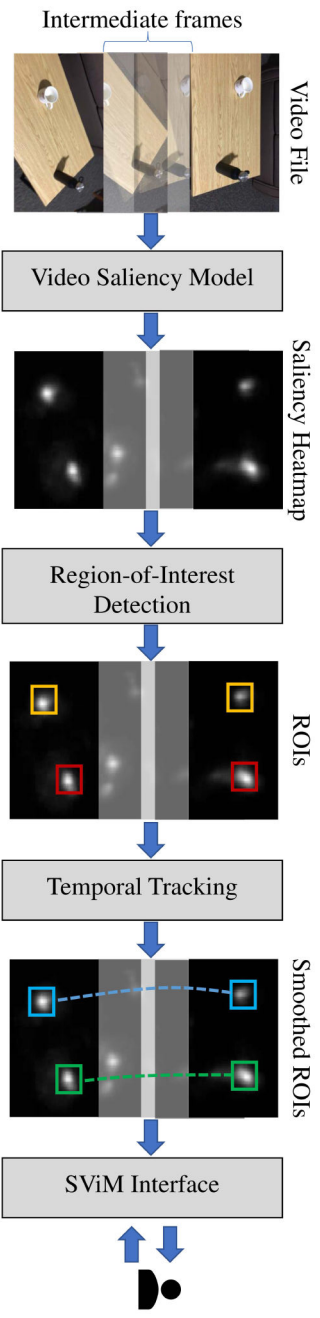 Intermediate frames
Video File
Video Saliency Model
Saliency Heatmap
Region-of-Interest
Detection
ROIs
Temporal Tracking
Smoothed ROIs
SViM Interface